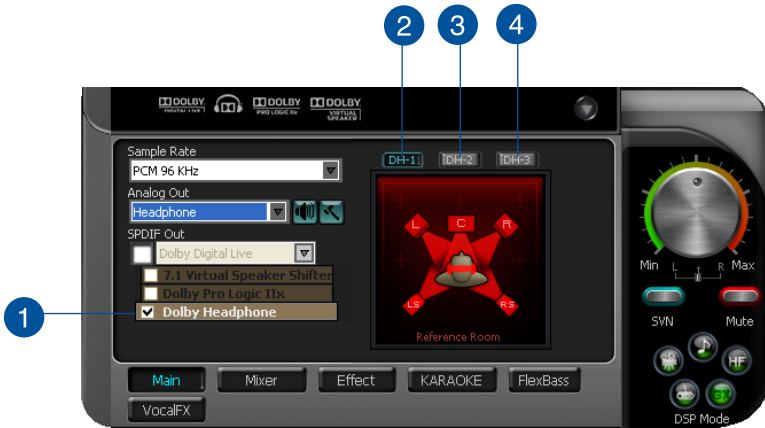 2 3 4
DOLBY DIGITAL LIVE DOLBY PRO LOGIC IIx DOLBY VIRTUAL SPEAKER
Sample Rate
PCM 96 KHz
Analog Out
Headphone
SPDIF Out
Dolby Digital Live
7.1 Virtual Speaker Shifter
Dolby Pro Logic IIx
1 Dolby Headphone
DH-1 DH-2 DH-3
L C R
LS RS
Reference Room
Main Mixer Effect KARAOKE FlexBass
VocalFX
Min L R Max
SVN Mute
HF
GX
DSP Mode